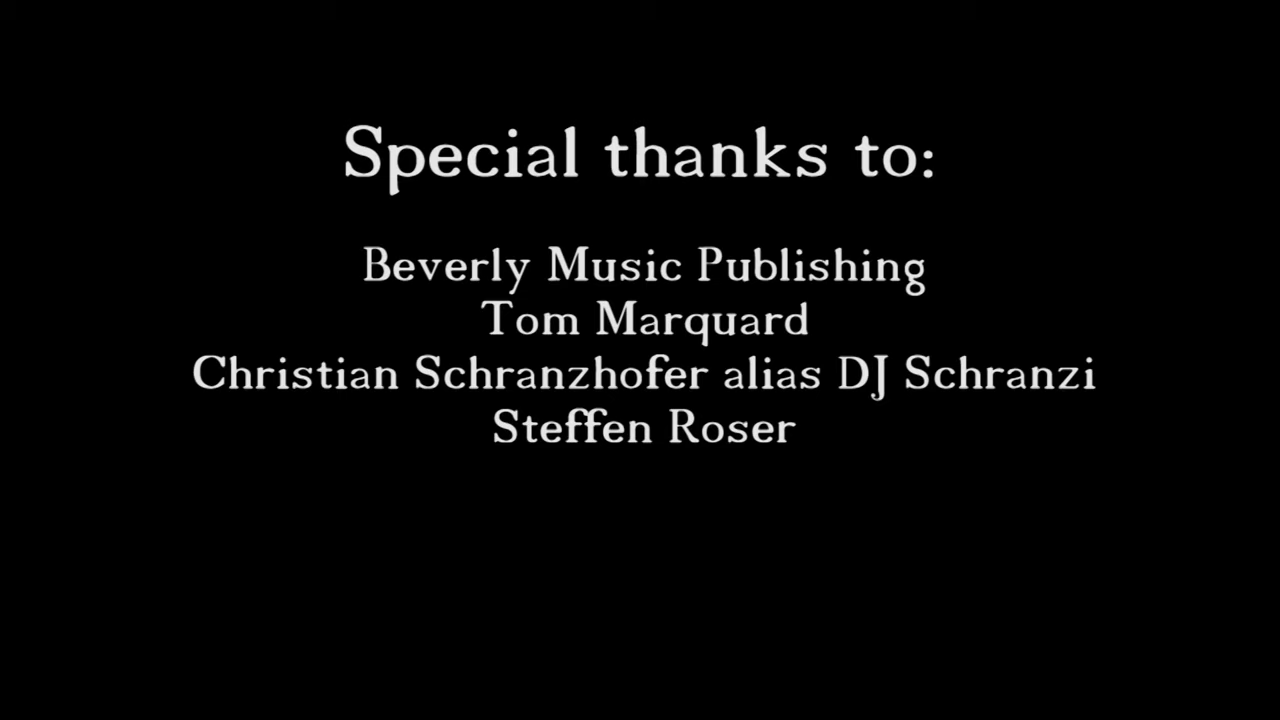 Special thanks to:
Beverly Music Publishing
Tom Marquard
Christian Schranzhofer alias DJ Schranzi
Steffen Roser